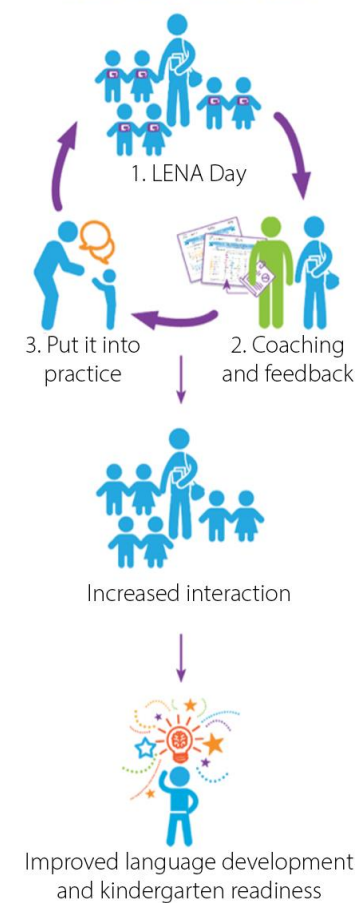 1. LENA Day
3. Put it into
practice
2. Coaching
and feedback
Increased interaction
Improved language development
and kindergarten readiness